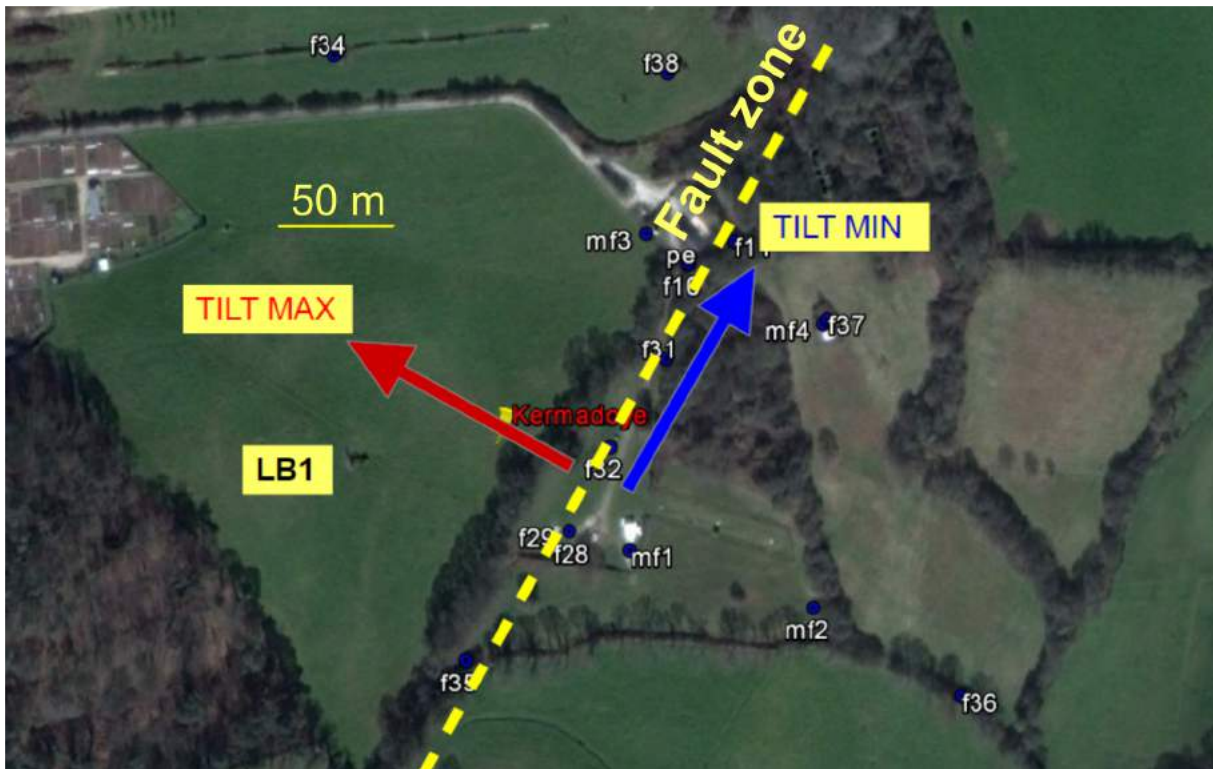 f34
f38
Fault zone
50 m
mf3
f11
TILT MIN
pe
f16
TILT MAX
mf4
f37
f31
Kermadoye
LB1
f32
f29
f28
mf1
mf2
f35
f36